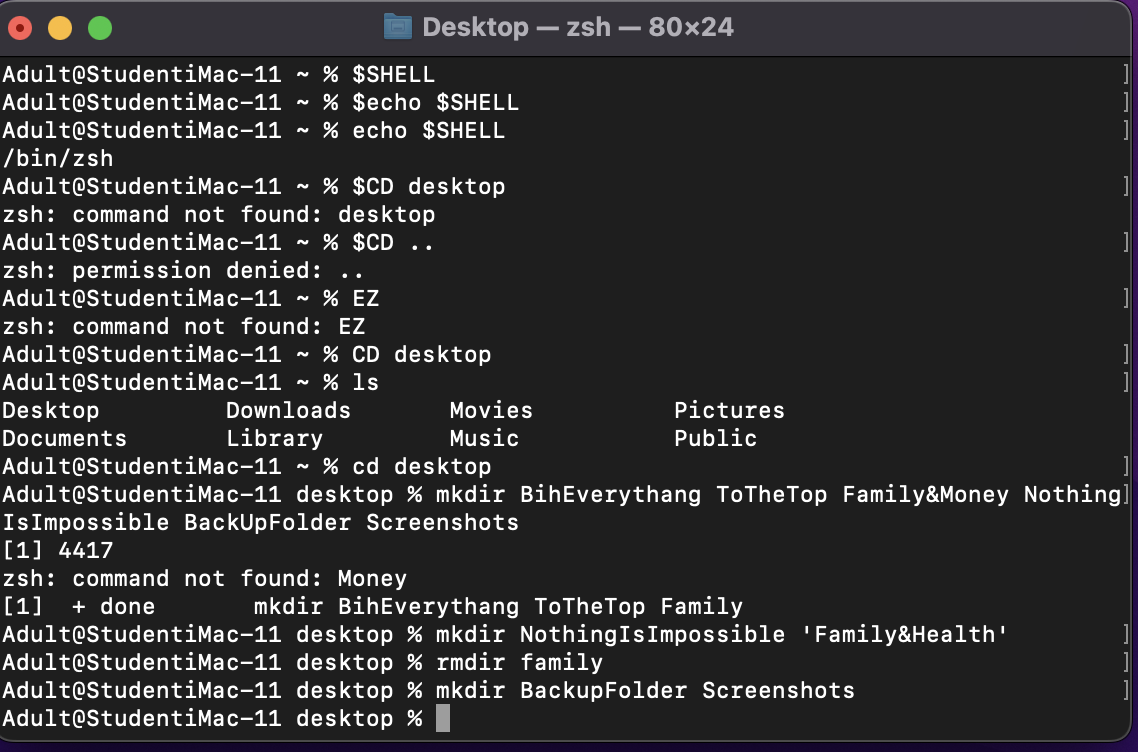 Desktop — zsh — 80×24
Adult@StudentiMac-11 ~ % $SHELL
Adult@StudentiMac-11 ~ % $echo $SHELL
Adult@StudentiMac-11 ~ % echo $SHELL
/bin/zsh
Adult@StudentiMac-11 ~ % $CD desktop
zsh: command not found: desktop
Adult@StudentiMac-11 ~ % $CD ..
zsh: permission denied: ..
Adult@StudentiMac-11 ~ % EZ
zsh: command not found: EZ
Adult@StudentiMac-11 ~ % CD desktop
Adult@StudentiMac-11 ~ % ls
Desktop Downloads Movies Pictures
Documents Library Music Public
Adult@StudentiMac-11 ~ % cd desktop
Adult@StudentiMac-11 desktop % mkdir BihEverythang ToTheTop Family&Money Nothing
IsImpossible BackUpFolder Screenshots
[1] 4417
zsh: command not found: Money
[1]  + done       mkdir BihEverythang ToTheTop Family
Adult@StudentiMac-11 desktop % mkdir NothingIsImpossible 'Family&Health'
Adult@StudentiMac-11 desktop % rmdir family
Adult@StudentiMac-11 desktop % mkdir BackupFolder Screenshots
Adult@StudentiMac-11 desktop %